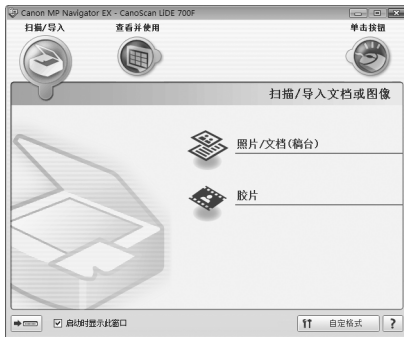 Canon MP Navigator EX - CanoScan LiDE 700F
扫描/导入 查看并使用 单击按钮
扫描/导入文档或图像
照片/文档(稿台)
胶片
启动时显示此窗口 自定格式 ?